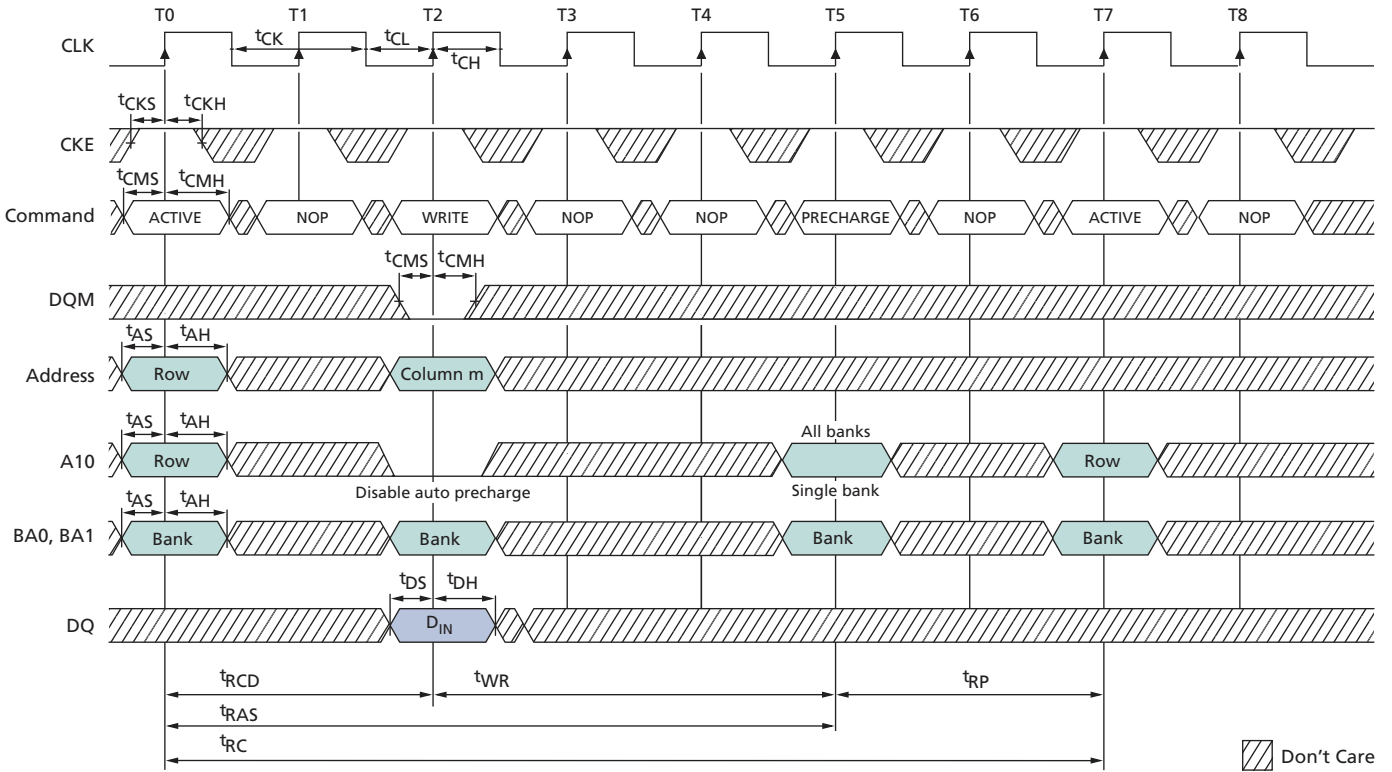 T0 T1 T2 T3 T4 T5 T6 T7 T8
CLK tCK tCL tCH
tCKS tCKH
CKE
tCMS tCMH
Command ACTIVE NOP WRITE NOP NOP PRECHARGE NOP ACTIVE NOP
tCMS tCMH
DQM
tAS tAH
Address Row Column m
tAS tAH All banks
A10 Row Row
tAS tAH Disable auto precharge Single bank
BA0, BA1 Bank Bank Bank Bank
tDS tDH
DQ DIN
tRCD tWR tRP
tRAS
tRC
Don't Care